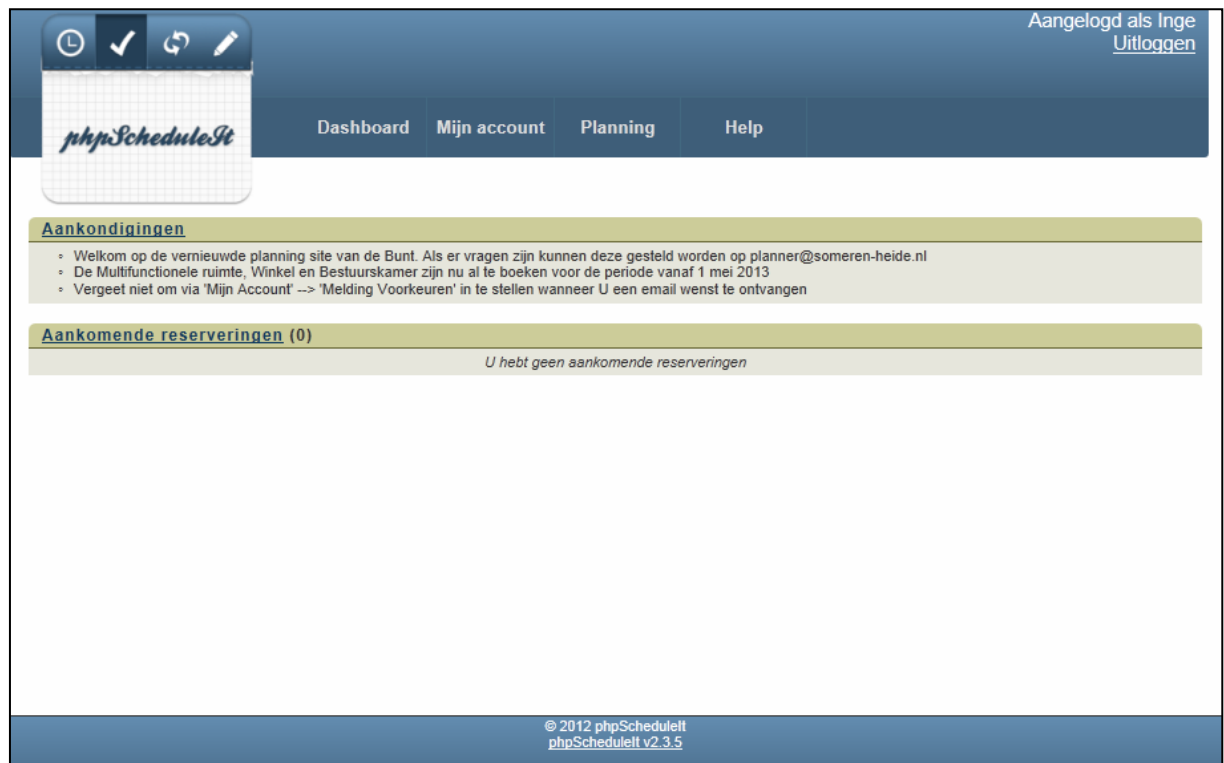 Aangelogd als Inge
Uitloggen
phpScheduleIt
Dashboard Mijn account Planning Help
Aankondigingen
Welkom op de vernieuwde planning site van de Bunt. Als er vragen zijn kunnen deze gesteld worden op planner@someren-heide.nl
De Multifunctionele ruimte, Winkel en Bestuurskamer zijn nu al te boeken voor de periode vanaf 1 mei 2013
Vergeet niet om via 'Mijn Account' --> 'Melding Voorkeuren' in te stellen wanneer U een email wenst te ontvangen
Aankomende reserveringen (0)
U hebt geen aankomende reserveringen
© 2012 phpScheduleIt
phpScheduleIt v2.3.5